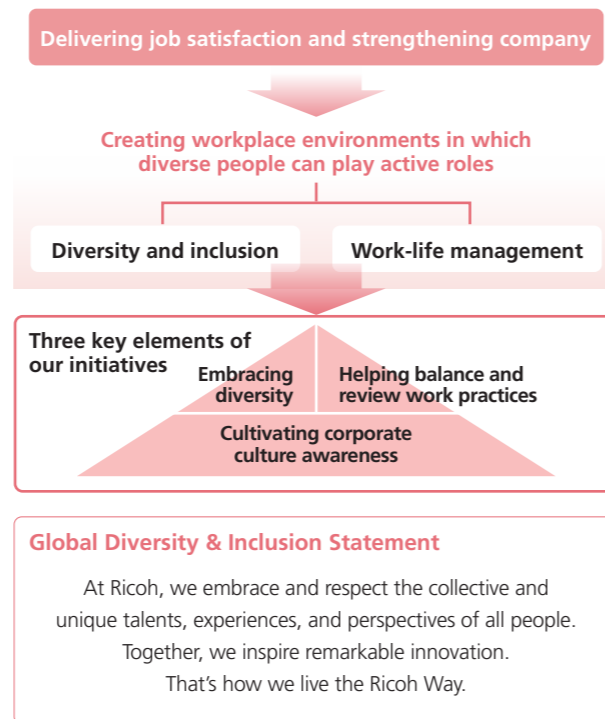 Delivering job satisfaction and strengthening company
Creating workplace environments in which
diverse people can play active roles
Diversity and inclusion
Work-life management
Three key elements of
our initiatives
Embracing
diversity
Helping balance and
review work practices
Cultivating corporate
culture awareness
Global Diversity & Inclusion Statement
At Ricoh, we embrace and respect the collective and
unique talents, experiences, and perspectives of all people.
Together, we inspire remarkable innovation.
That’s how we live the Ricoh Way.